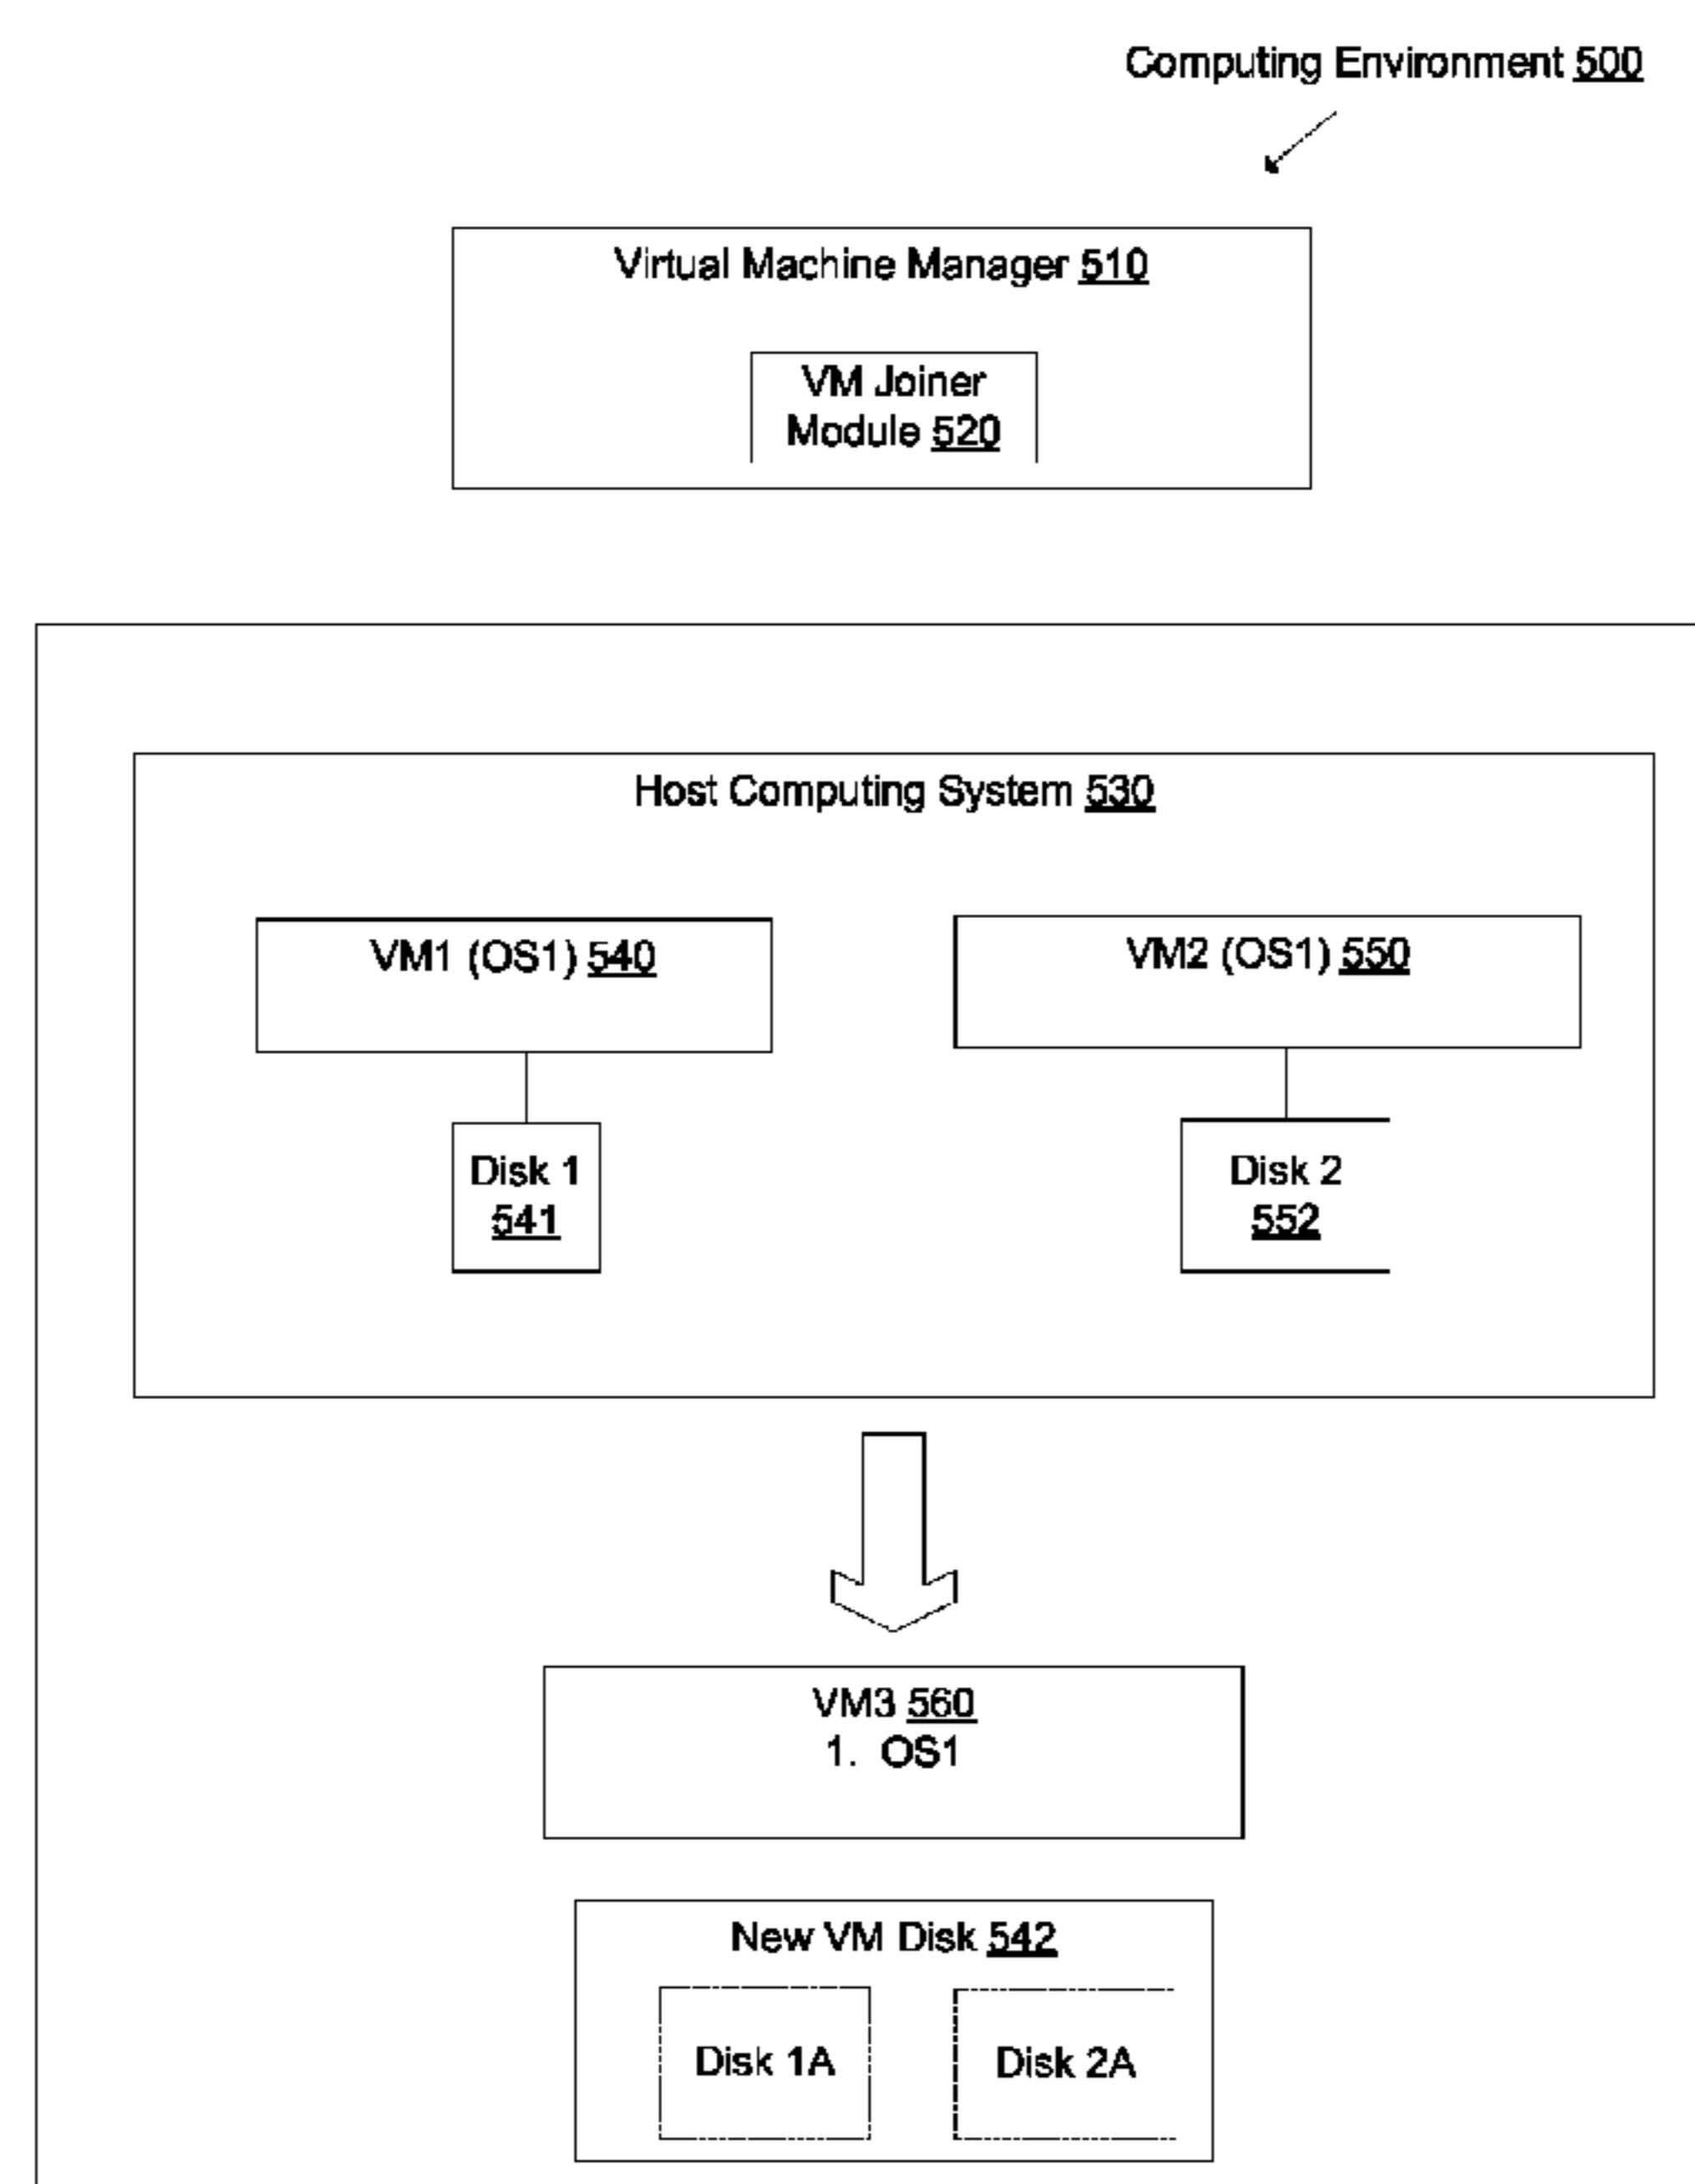 Computing Environment 500
Virtual Machine Manager 510
VM Joiner
Module 520
Host Computing System 530
VM1 (OS1) 540
VM2 (OS1) 550
Disk 1
541
Disk 2
552
VM3 560
1. OS1
New VM Disk 542
Disk 1A
Disk 2A